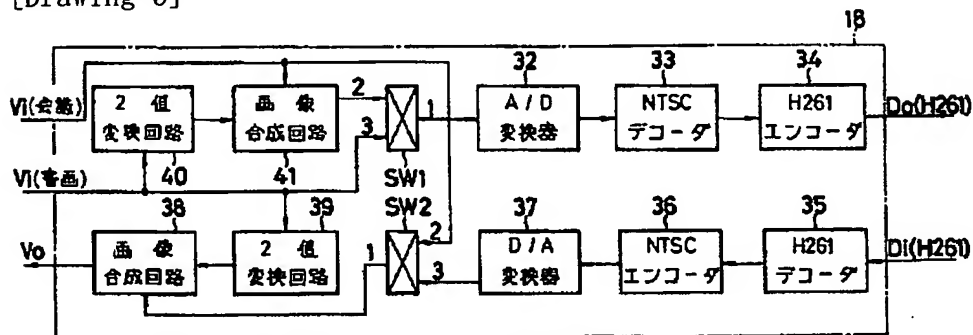 [Drawing 6]
18
32 33 34
Vi(会議) 2 値 変換回路 画像 合成回路 2 3 1 A/D 変換器 NTSC デコーダ H261 エンコーダ Do(H261)
Vi(書画) 40 41 SW1
38 39 SW2 37 36 35
Vo 画像 合成回路 2 値 変換回路 1 2 3 D/A 変換器 NTSC エンコーダ H261 デコーダ Di(H261)